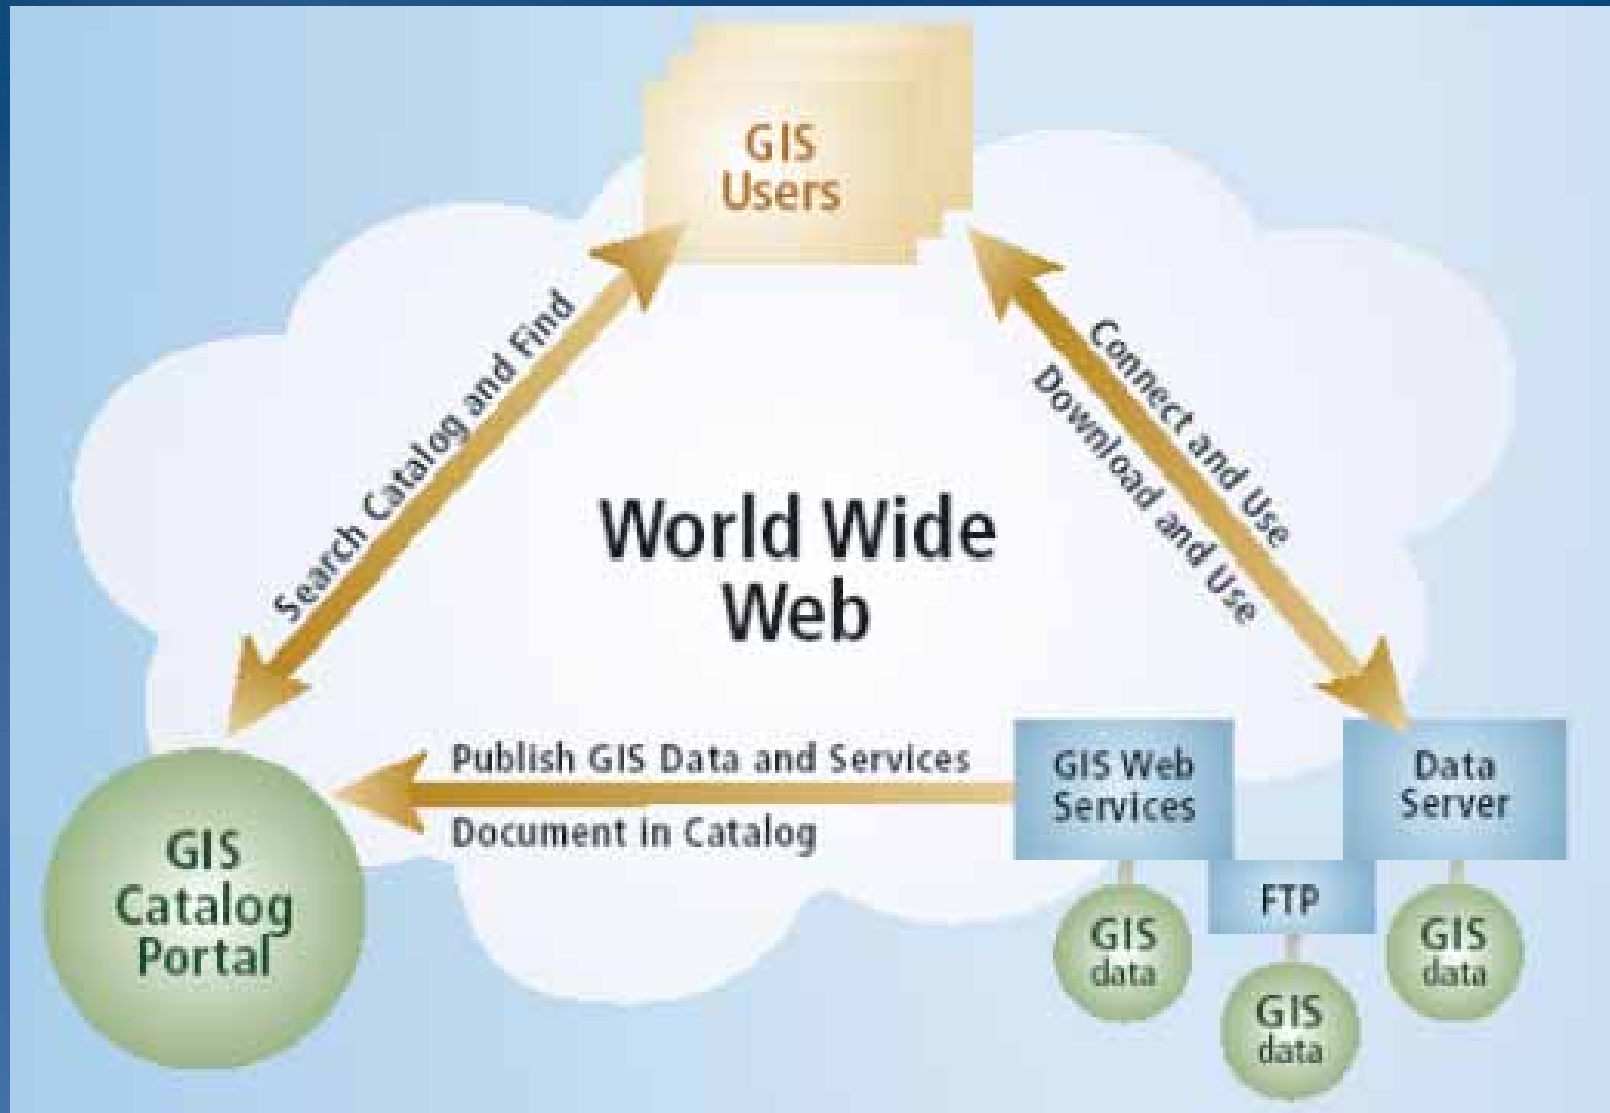 GIS
Users
Search Catalog and Find
Connect and Use
Download and Use
World Wide
Web
Publish GIS Data and Services
Document in Catalog
GIS
Catalog
Portal
GIS Web
Services
Data
Server
FTP
GIS
data
GIS
data
GIS
data